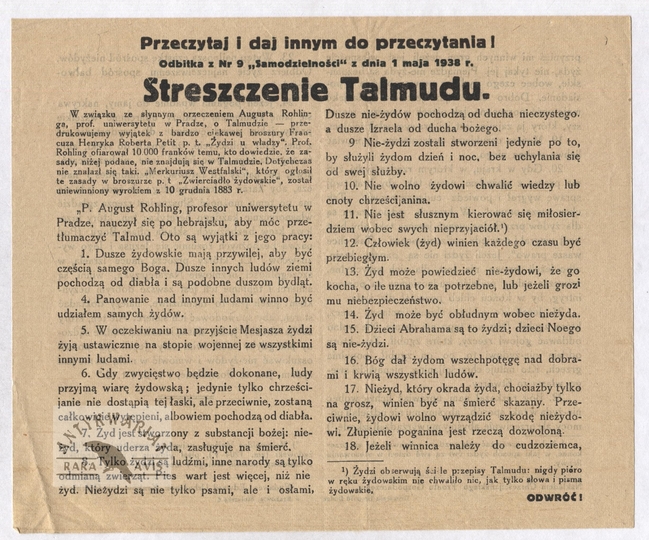 Przeczytaj i daj innym do przeczytania!
Odbitka z Nr 9 „Samodzielności" z dnia 1 maja 1938 r.
Streszczenie Talmudu.
W związku ze słynnym orzeczeniem Augusta Rohlin-
ga, prof. uniwersytetu w Pradze, o Talmudzie — prze-
drukowujemy wyjątek z bardzo ciekawej broszury Fran-
cuza Henryka Roberta Petit p. t. „Żydzi u władzy". Prof.
Rohling ofiarował 10 000 franków temu, kto dowiedzie, że za-
sady, niżej podane, nie znajdują się w Talmudzie. Dotychczas
nie znalazł się taki. „Merkuriusz Westfalski", który ogłosił
te zasady w broszurze p. t „Zwierciadło żydowskie", został
uniewinniony wyrokiem z 10 grudnia 1883 r.
„P. August Rohling, profesor uniwersytetu w
Pradze, nauczył się po hebrajsku, aby móc prze-
tłumaczyć Talmud. Oto są wyjątki z jego pracy:
1. Dusze żydowskie mają przywilej, aby być
częścią samego Boga. Dusze innych ludów ziemi
pochodzą od diabła i są podobne duszom bydląt.
4. Panowanie nad innymi ludami winno być
udziałem samych żydów.
5. W oczekiwaniu na przyjście Mesjasza żydzi
żyją ustawicznie na stopie wojennej ze wszystkimi
innymi ludami.
6. Gdy zwycięstwo będzie dokonane, ludy
przyjmą wiarę żydowską; jedynie tylko chrześci-
janie nie dostąpią tej łaski, ale przeciwnie, zostaną
całkowicie wytępieni, albowiem pochodzą od diabła.
7. Żyd jest stworzony z substancji bożej: nie-
żyd, który uderza żyda, zasługuje na śmierć.
8. Tylko żydzi są ludźmi, inne narody są tylko
odmianą zwierząt. Pies wart jest więcej, niż nie
żyd. Nieżydzi są nie tylko psami, ale i osłami,
Dusze nie-żydów pochodzą od ducha nieczystego.
a dusze Izraela od ducha bożego.
9 Nie-żydzi zostali stworzeni jedynie po to,
by służyli żydom dzień i noc, bez uchylania się
od swej służby.
10. Nie wolno żydowi chwalić wiedzy lub
cnoty chrześcijanina.
11. Nie jest słusznym kierować się miłosier-
dziem wobec swych nieprzyjaciół.¹)
12. Człowiek (żyd) winien każdego czasu być
przebiegłym.
13. Żyd może powiedzieć nie-żydowi, że go
kocha, o ile uzna to za potrzebne, lub jeżeli grozi
mu niebezpieczeństwo.
14. Żyd może być obłudnym wobec nieżyda.
15. Dzieci Abrahama są to żydzi; dzieci Noego
są nie-żydzi.
16. Bóg dał żydom wszechpotęgę nad dobra-
mi i krwią wszystkich ludów.
17. Nieżyd, który okrada żyda, chociażby tylko
na grosz, winien być na śmierć skazany. Prze-
ciwnie, żydowi wolno wyrządzić szkodę nieżydo-
wi. Złupienie poganina jest rzeczą dozwoloną.
18. Jeżeli winnica należy do cudzoziemca,
¹) Żydzi obserwują ściśle przepisy Talmudu: nigdy pióro
w ręku żydowskim nie chwaliło nic, jak tylko słowa i pisma
żydowskie.
ODWRÓĆ!
ANTYKWARIAT
RARA AVIS